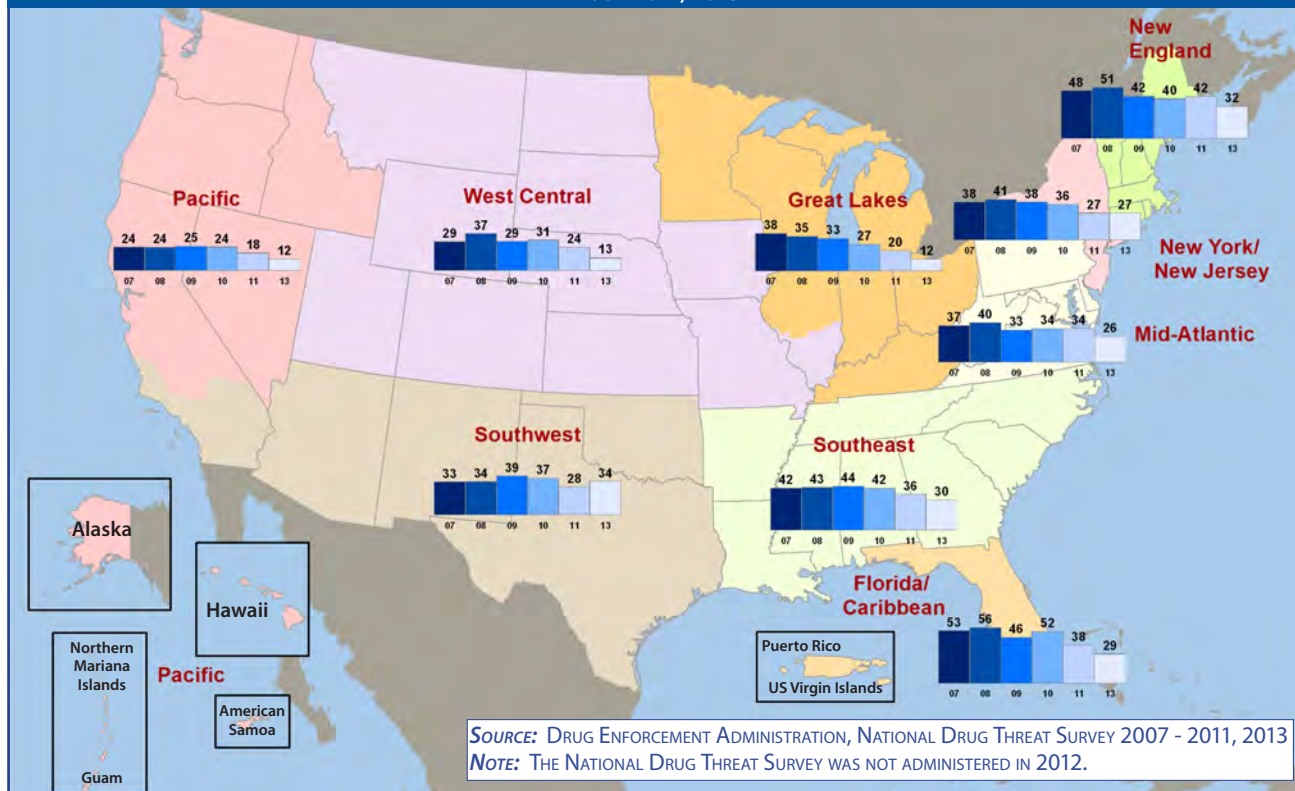 New
England
48 51 42 40 42 32
07 08 09 10 11 13
Pacific
24 24 25 24 18 12
07 08 09 10 11 13
West Central
29 37 29 31 24 13
07 08 09 10 11 13
Great Lakes
38 35 33 27 20 12
07 08 09 10 11 13
38 41 38 36 27 27
07 08 09 10 11 13
New York/
New Jersey
37 40 33 34 34 26
07 08 09 10 11 13
Mid-Atlantic
Southwest
33 34 39 37 28 34
07 08 09 10 11 13
Southeast
42 43 44 42 36 30
07 08 09 10 11 13
Florida/
Caribbean
53 56 46 52 38 29
07 08 09 10 11 13
Alaska
Hawaii
Northern
Mariana
Islands
Guam
Pacific
American
Samoa
Puerto Rico
US Virgin Islands
SOURCE: DRUG ENFORCEMENT ADMINISTRATION, NATIONAL DRUG THREAT SURVEY 2007 - 2011, 2013
NOTE: THE NATIONAL DRUG THREAT SURVEY WAS NOT ADMINISTERED IN 2012.